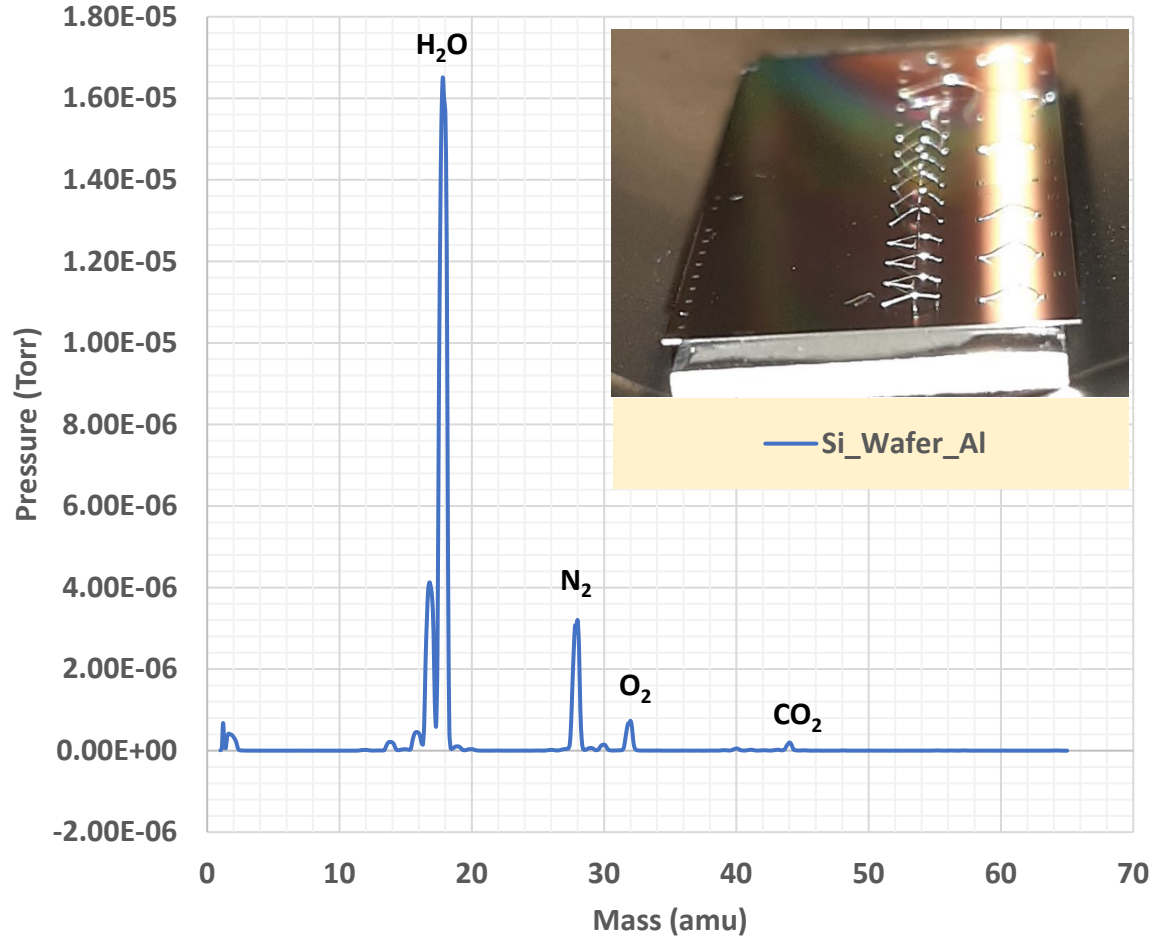 1.80E-05
1.60E-05
1.40E-05
1.20E-05
1.00E-05
8.00E-06
6.00E-06
4.00E-06
2.00E-06
0.00E+00
-2.00E-06
Pressure (Torr)
H₂O
N₂
O₂
CO₂
Si_Wafer_Al
0 10 20 30 40 50 60 70
Mass (amu)